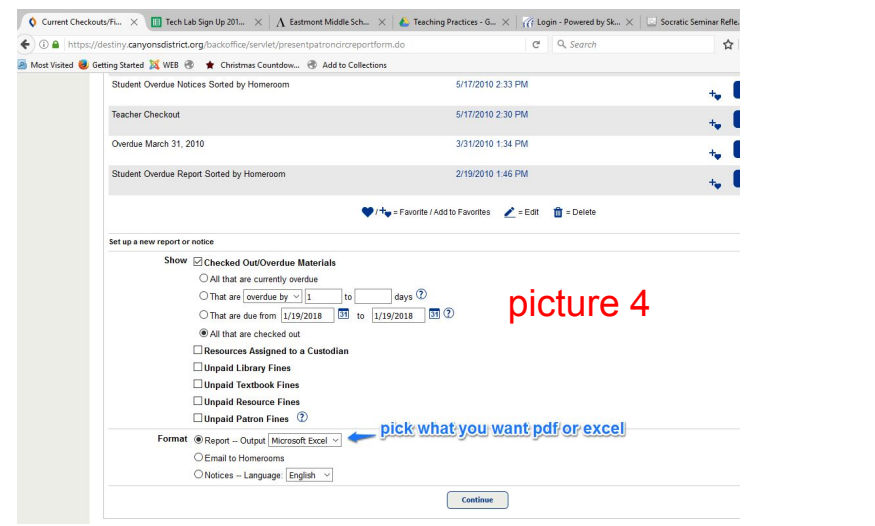 Current Checkouts/Fi... Tech Lab Sign Up 201... Eastmont Middle Sch... Teaching Practices - G... Login - Powered by Sk... Socratic Seminar Refle.
https://destiny.canyonsdistrict.org/backoffice/servlet/presentpatroncircreportform.do Search
Most Visited Getting Started WEB Christmas Countdow... Add to Collections
Student Overdue Notices Sorted by Homeroom 5/17/2010 2:33 PM
Teacher Checkout 5/17/2010 2:30 PM
Overdue March 31, 2010 3/31/2010 1:34 PM
Student Overdue Report Sorted by Homeroom 2/19/2010 1:46 PM
/ + = Favorite / Add to Favorites = Edit = Delete
Set up a new report or notice
Show Checked Out/Overdue Materials
All that are currently overdue
That are overdue by 1 to days ?
That are due from 1/19/2018 31 to 1/19/2018 31 ?
All that are checked out
picture 4
Resources Assigned to a Custodian
Unpaid Library Fines
Unpaid Textbook Fines
Unpaid Resource Fines
Unpaid Patron Fines ?
pick what you want pdf or excel
Format Report -- Output Microsoft Excel
Email to Homerooms
Notices -- Language: English
Continue